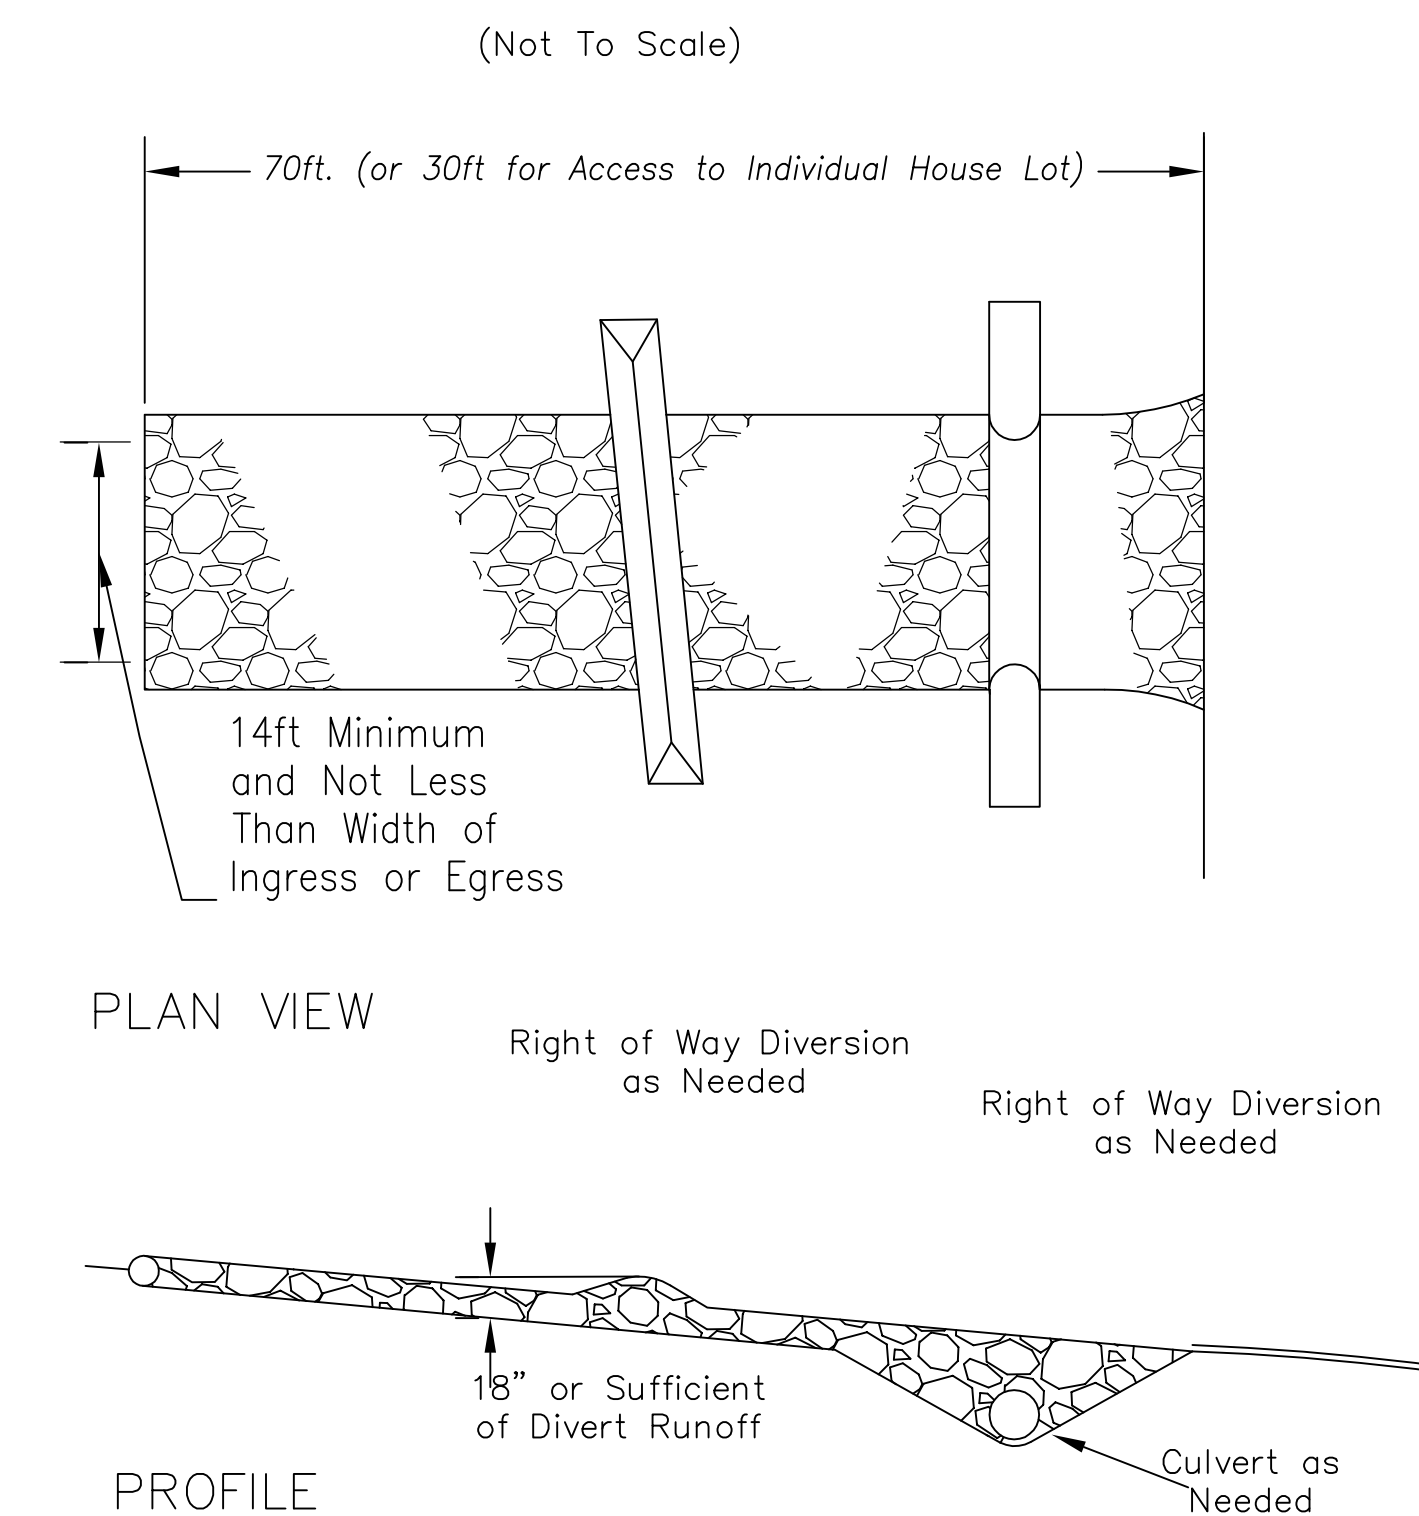 (Not To Scale)
70ft. (or 30ft for Access to Individual House Lot)
14ft Minimum
and Not Less
Than Width of
Ingress or Egress
PLAN VIEW
Right of Way Diversion
as Needed
Right of Way Diversion
as Needed
18" or Sufficient
of Divert Runoff
Culvert as
Needed
PROFILE